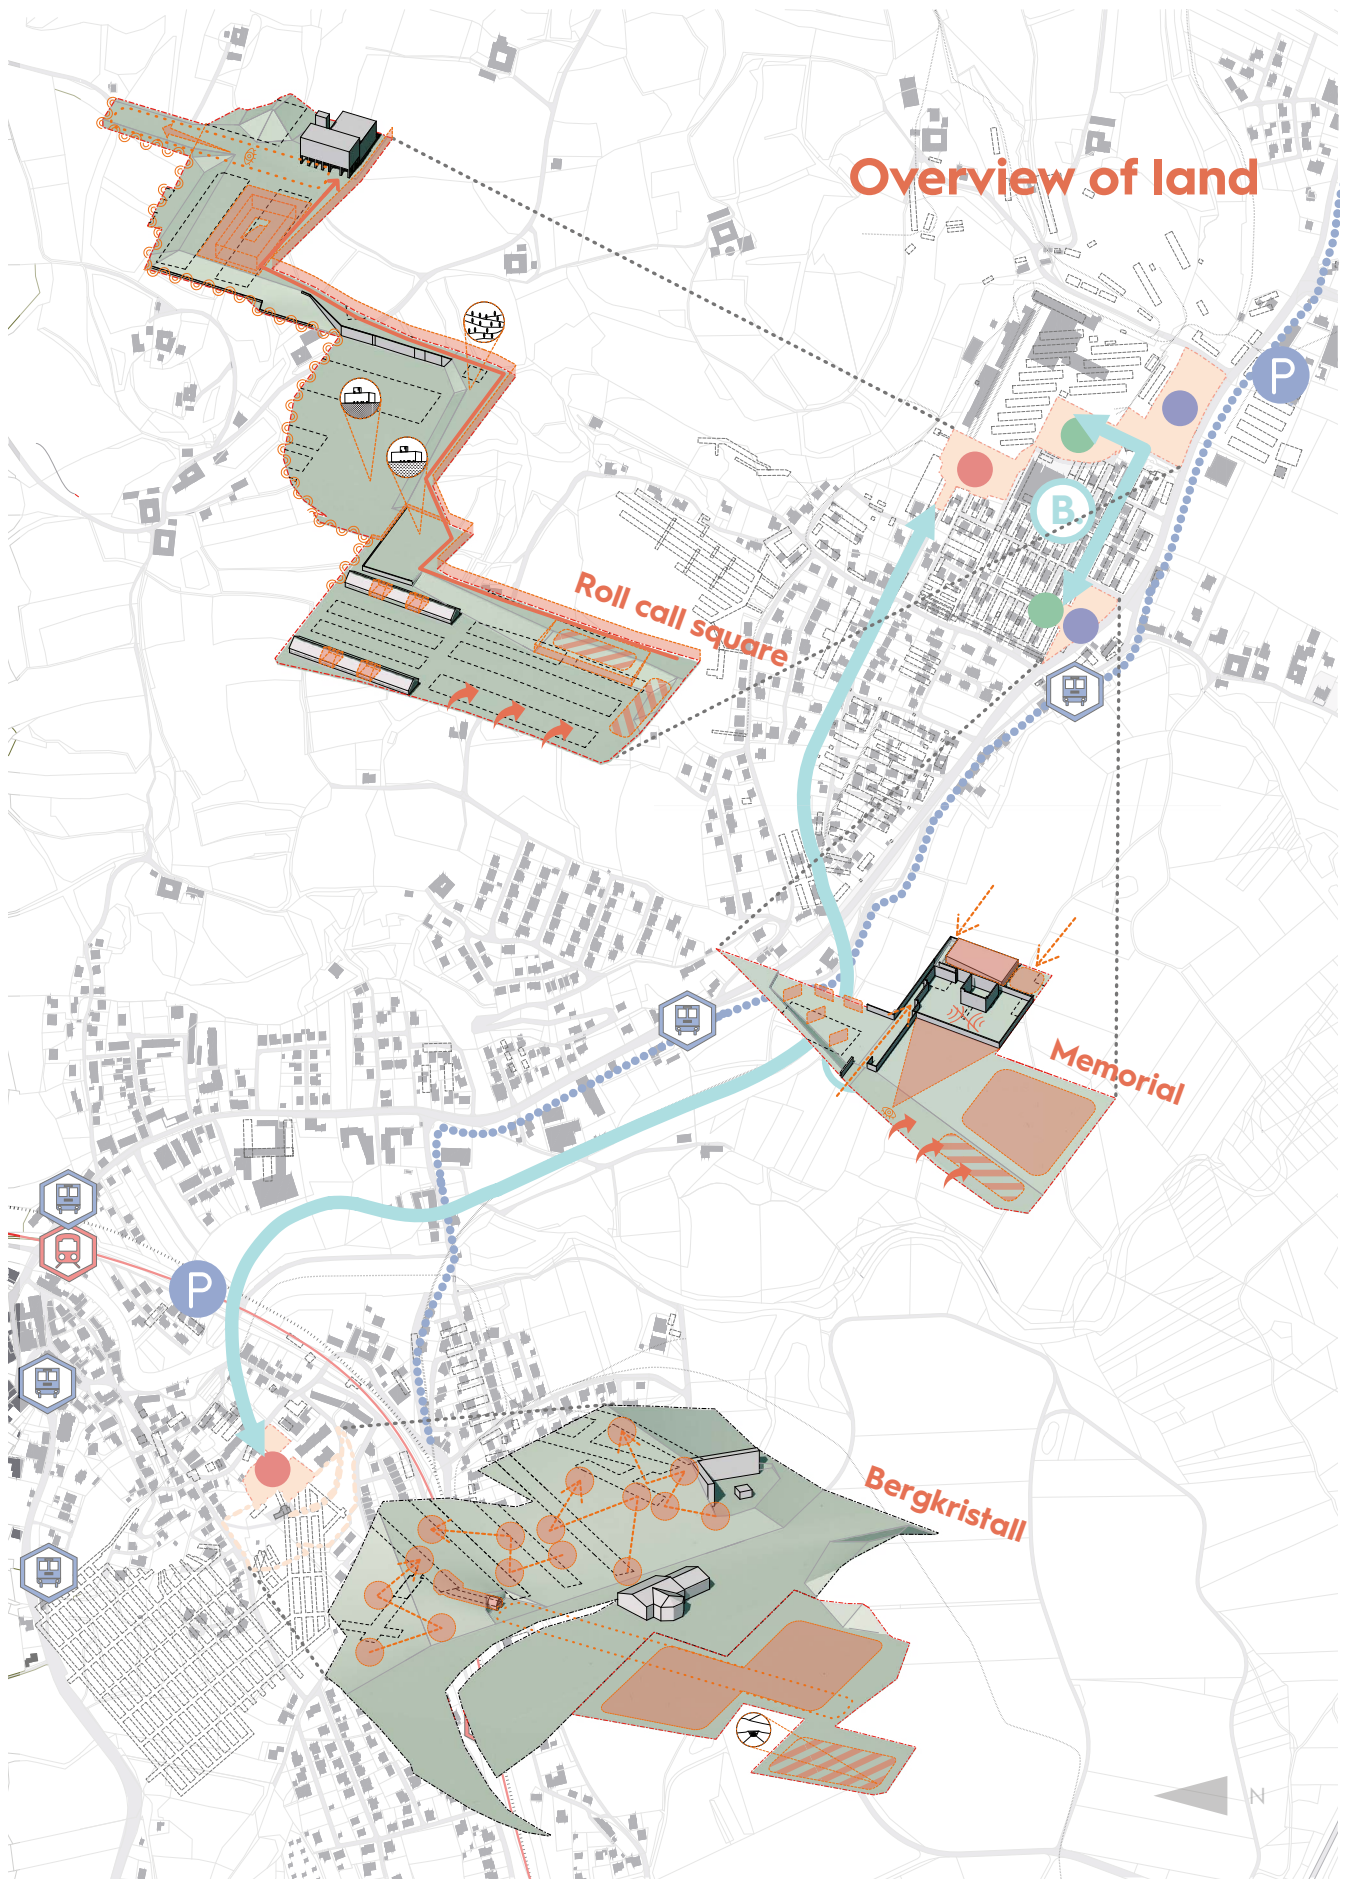 Overview of land
P
B.
Roll call square
Memorial
P
Bergkristall
N